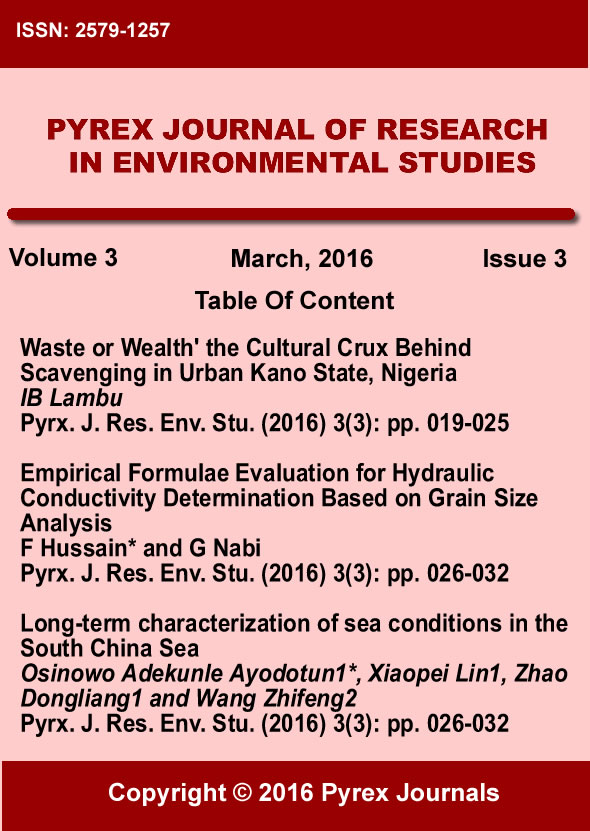 ISSN: 2579-1257
PYREX JOURNAL OF RESEARCH
IN ENVIRONMENTAL STUDIES
Volume 3 March, 2016 Issue 3
Table Of Content
Waste or Wealth' the Cultural Crux Behind
Scavenging in Urban Kano State, Nigeria
IB Lambu
Pyrx. J. Res. Env. Stu. (2016) 3(3): pp. 019-025
Empirical Formulae Evaluation for Hydraulic
Conductivity Determination Based on Grain Size
Analysis
F Hussain* and G Nabi
Pyrx. J. Res. Env. Stu. (2016) 3(3): pp. 026-032
Long-term characterization of sea conditions in the
South China Sea
Osinowo Adekunle Ayodotun1*, Xiaopei Lin1, Zhao
Dongliang1 and Wang Zhifeng2
Pyrx. J. Res. Env. Stu. (2016) 3(3): pp. 026-032
Copyright © 2016 Pyrex Journals